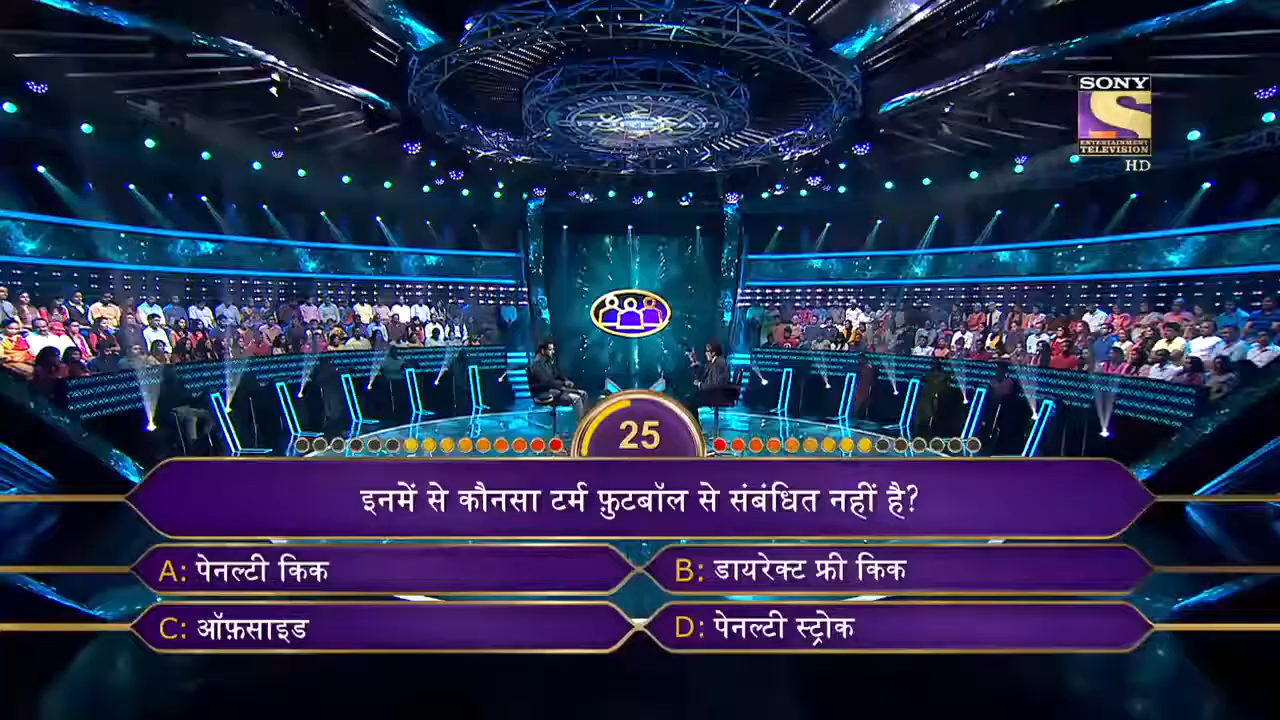 SONY
ENTERTAINMENT
TELEVISION
HD
25
इनमें से कौनसा टर्म फ़ुटबॉल से संबंधित नहीं है?
A: पेनल्टी किक
B: डायरेक्ट फ्री किक
C: ऑफ़साइड
D: पेनल्टी स्ट्रोक